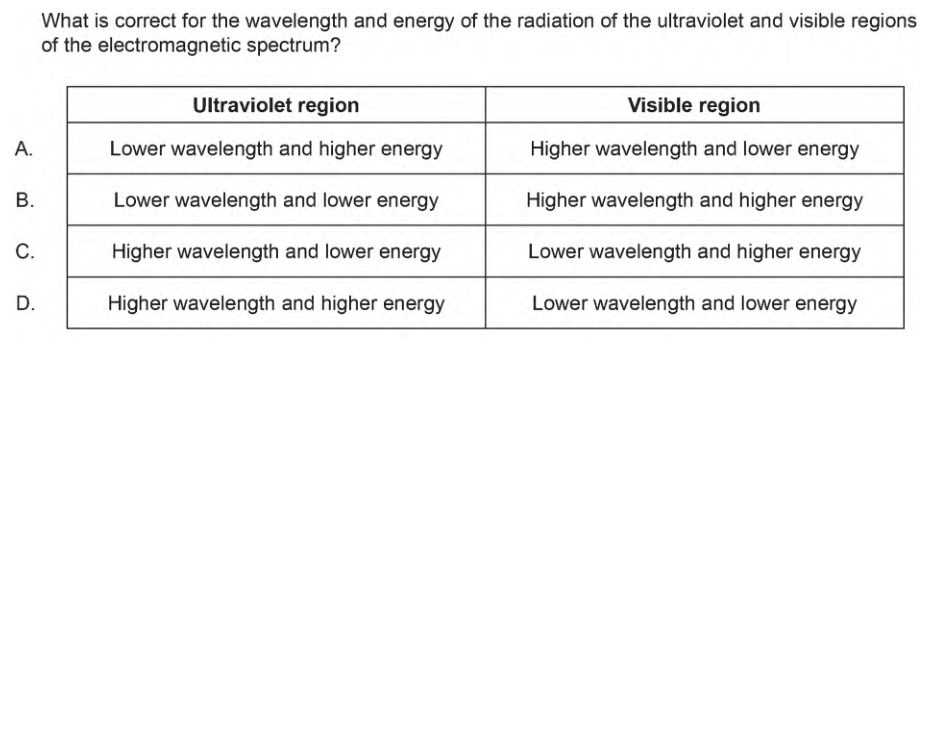 What is correct for the wavelength and energy of the radiation of the ultraviolet and visible regions
of the electromagnetic spectrum?
Ultraviolet region Visible region
A. Lower wavelength and higher energy Higher wavelength and lower energy
B. Lower wavelength and lower energy Higher wavelength and higher energy
C. Higher wavelength and lower energy Lower wavelength and higher energy
D. Higher wavelength and higher energy Lower wavelength and lower energy